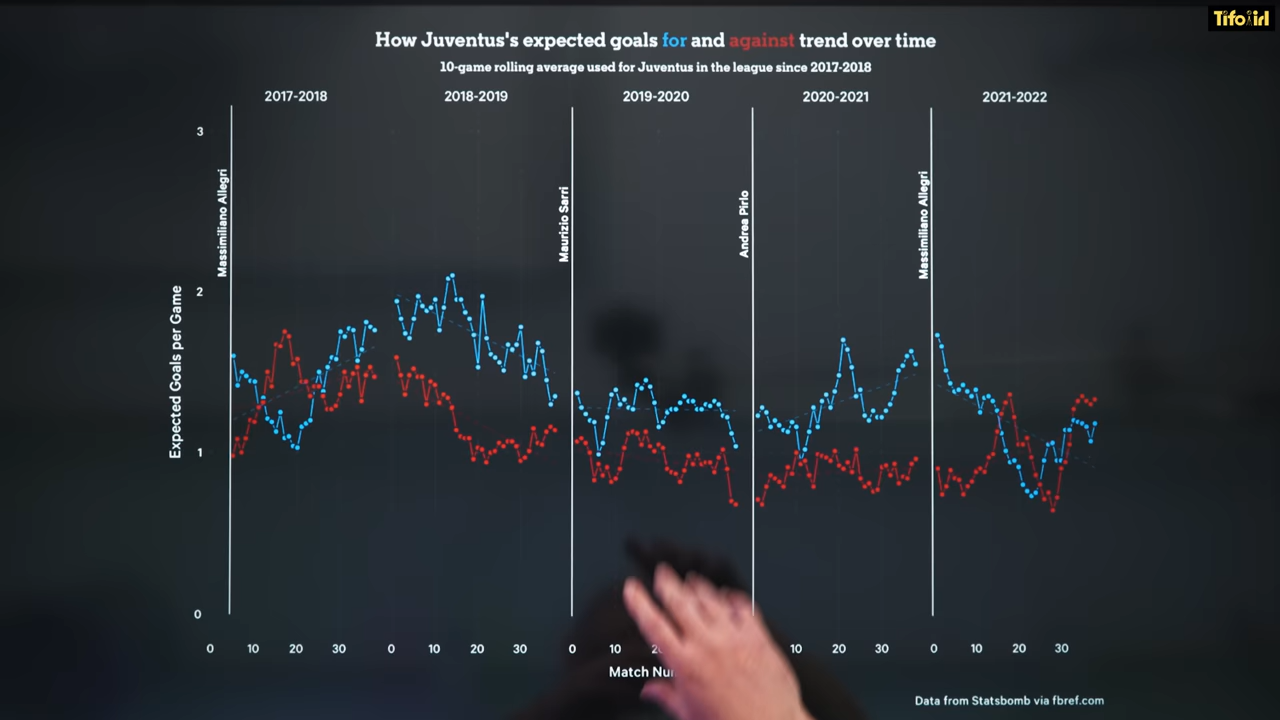 Tifo irl
How Juventus's expected goals for and against trend over time
10-game rolling average used for Juventus in the league since 2017-2018
2017-2018 2018-2019 2019-2020 2020-2021 2021-2022
3
2
1
0
Expected Goals per Game
Massimiliano Allegri
Maurizio Sarri
Andrea Pirlo
Massimiliano Allegri
0 10 20 30 0 10 20 30 0 10 10 20 30 0 10 20 30
Match
Data from Statsbomb via fbref.com